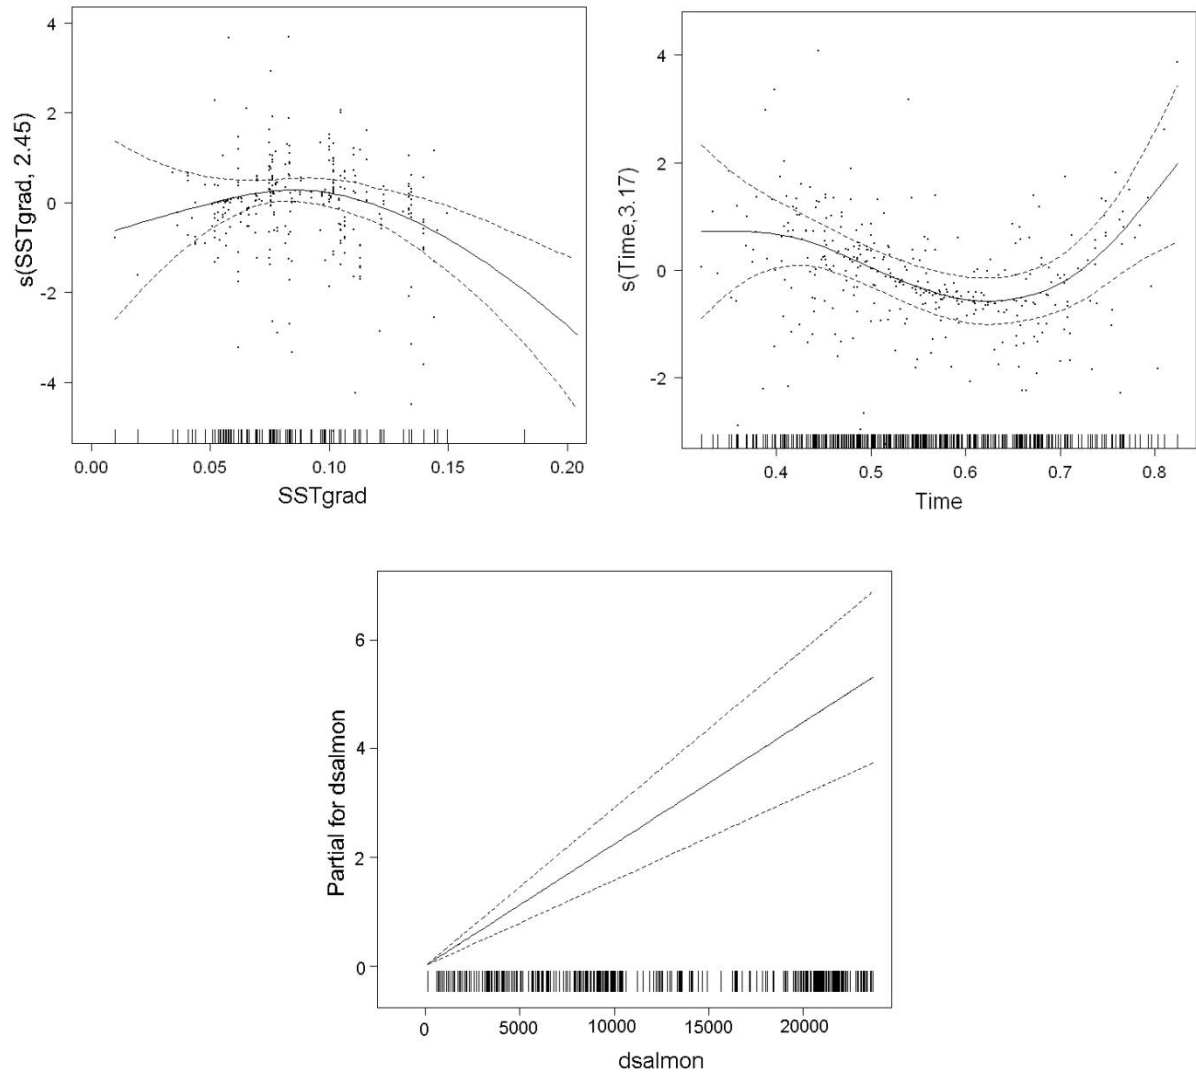 4
2
0
-2
-4
s(SSTgrad, 2.45)
0.00 0.05 0.10 0.15 0.20
SSTgrad
4
2
0
-2
s(Time,3.17)
0.4 0.5 0.6 0.7 0.8
Time
6
4
2
0
Partial for dsalmon
0 5000 10000 15000 20000
dsalmon